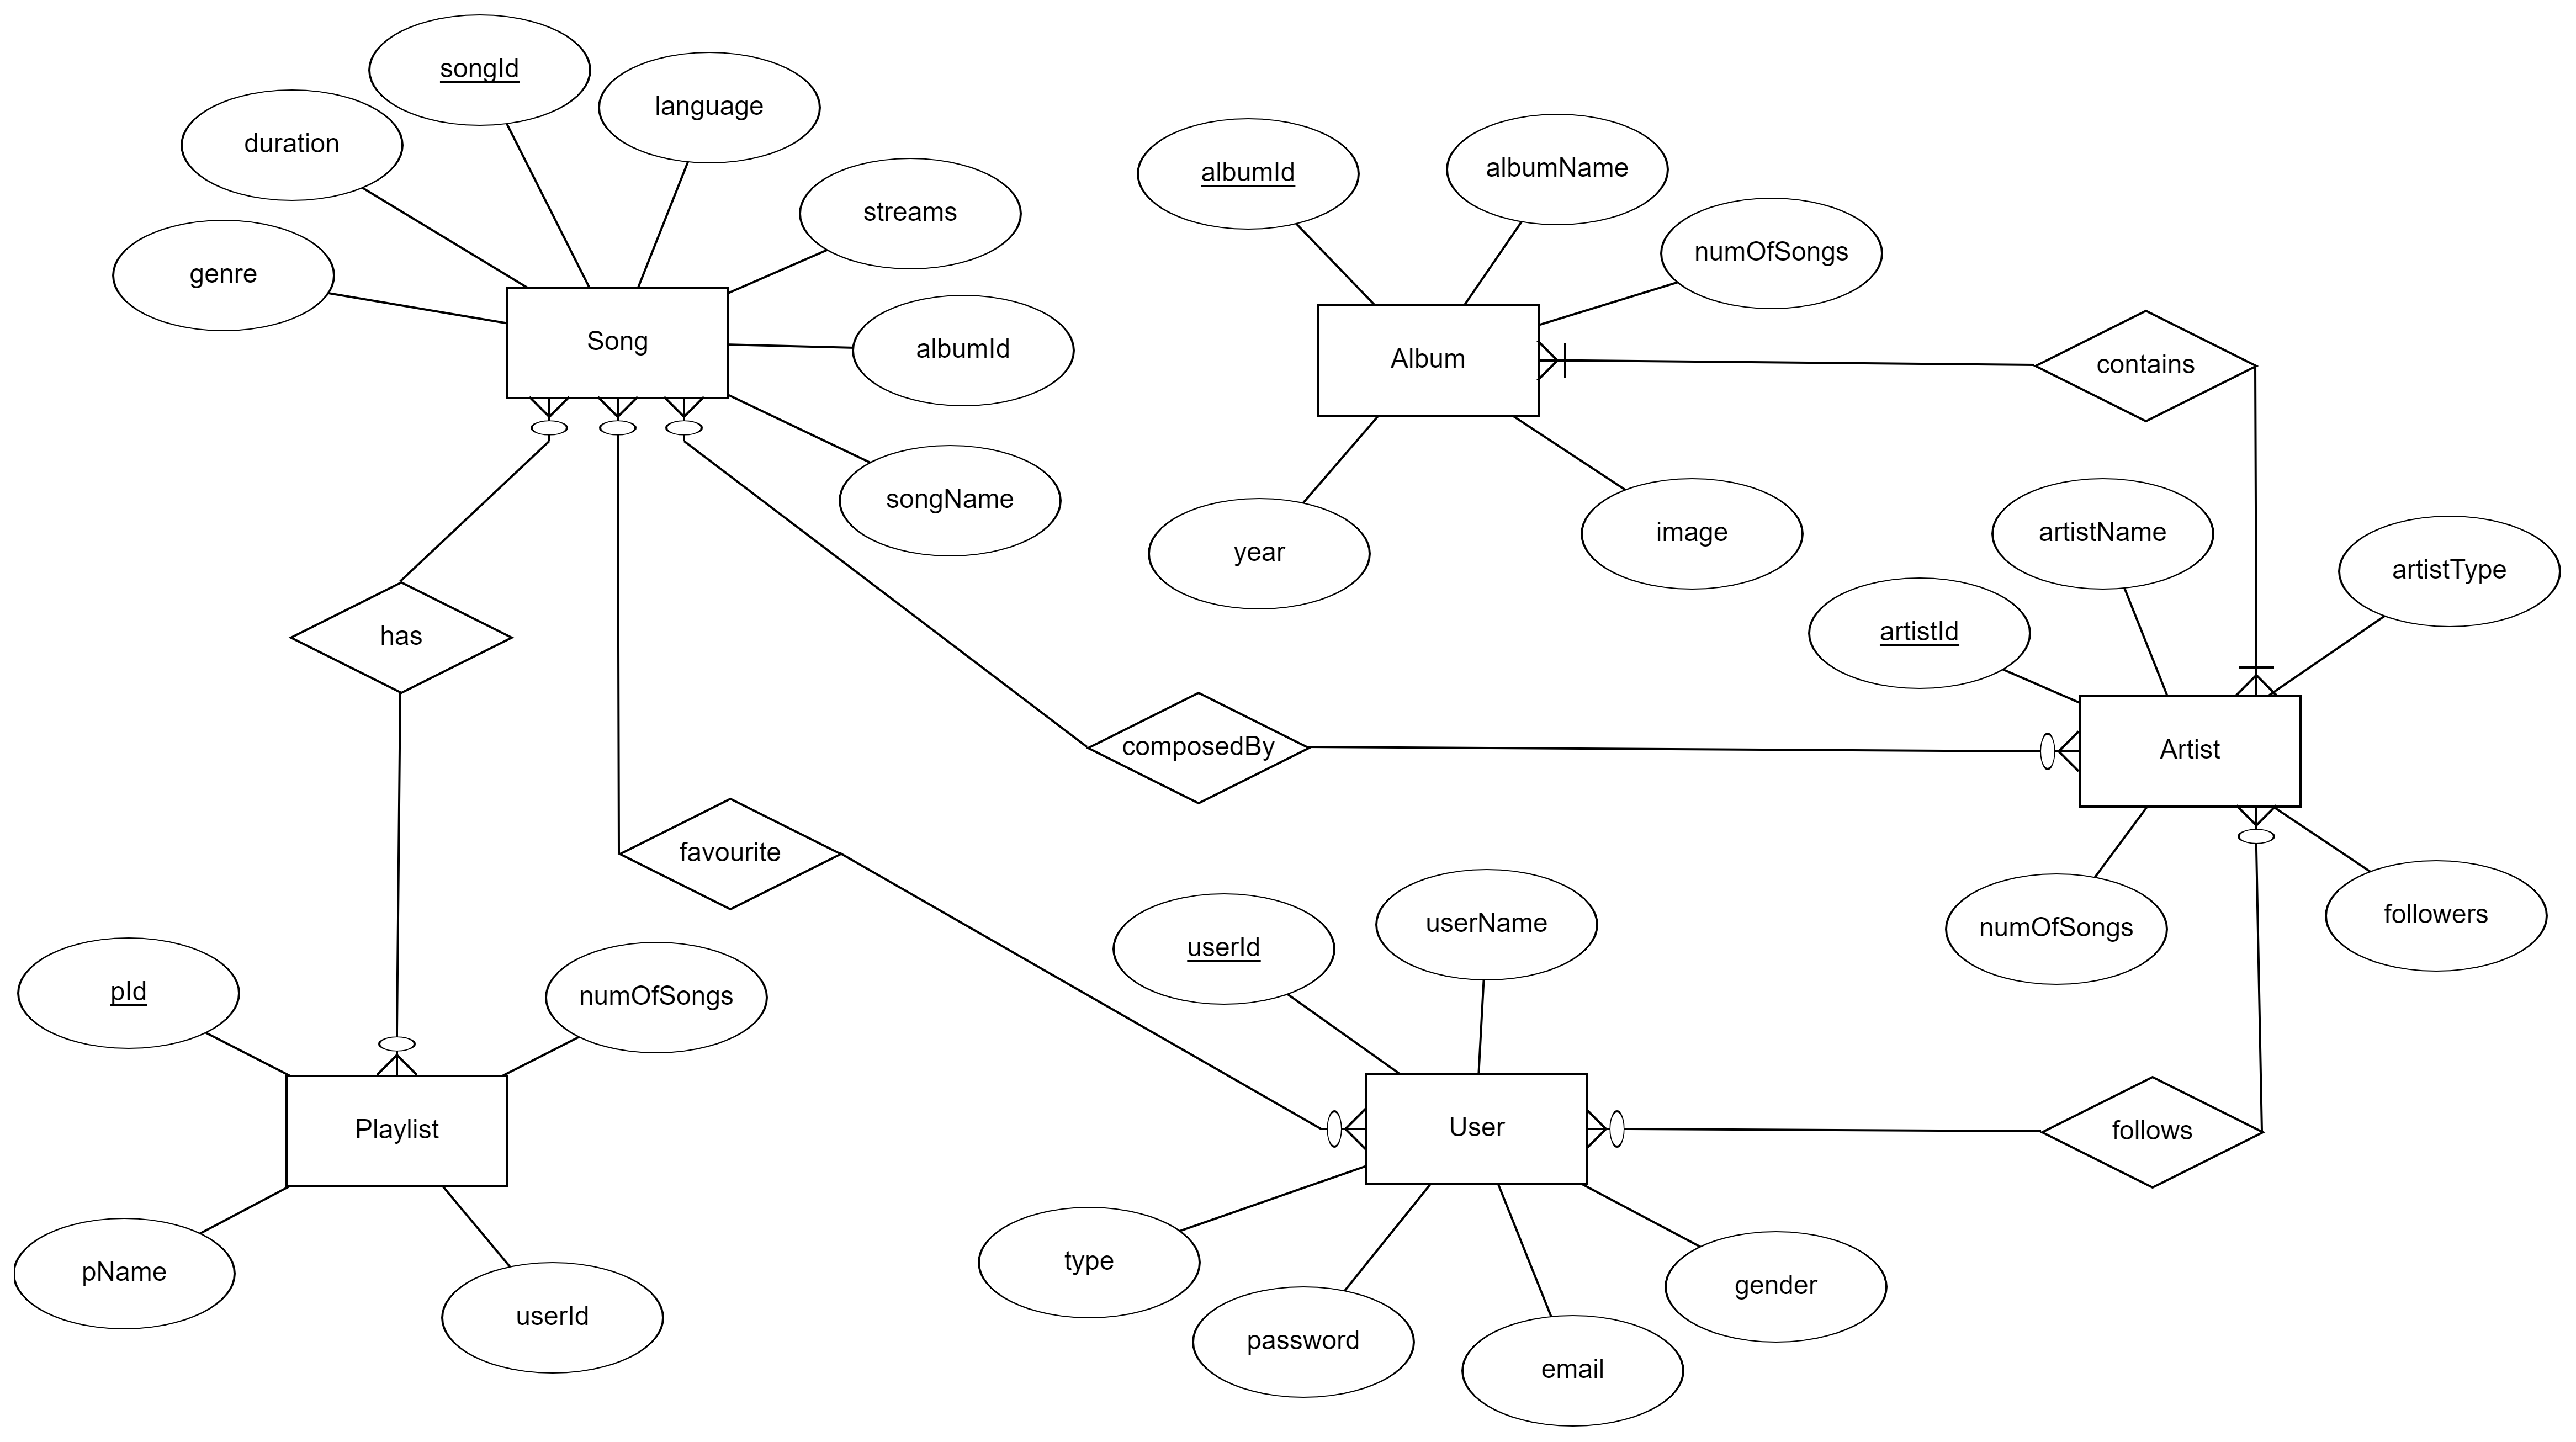 songId
language
duration
streams
genre
Song
albumId
songName
albumId
albumName
numOfSongs
Album
contains
year
image
artistName
artistType
artistId
Artist
has
composedBy
favourite
numOfSongs
followers
pId
numOfSongs
Playlist
pName
userId
userId
userName
User
follows
type
password
email
gender